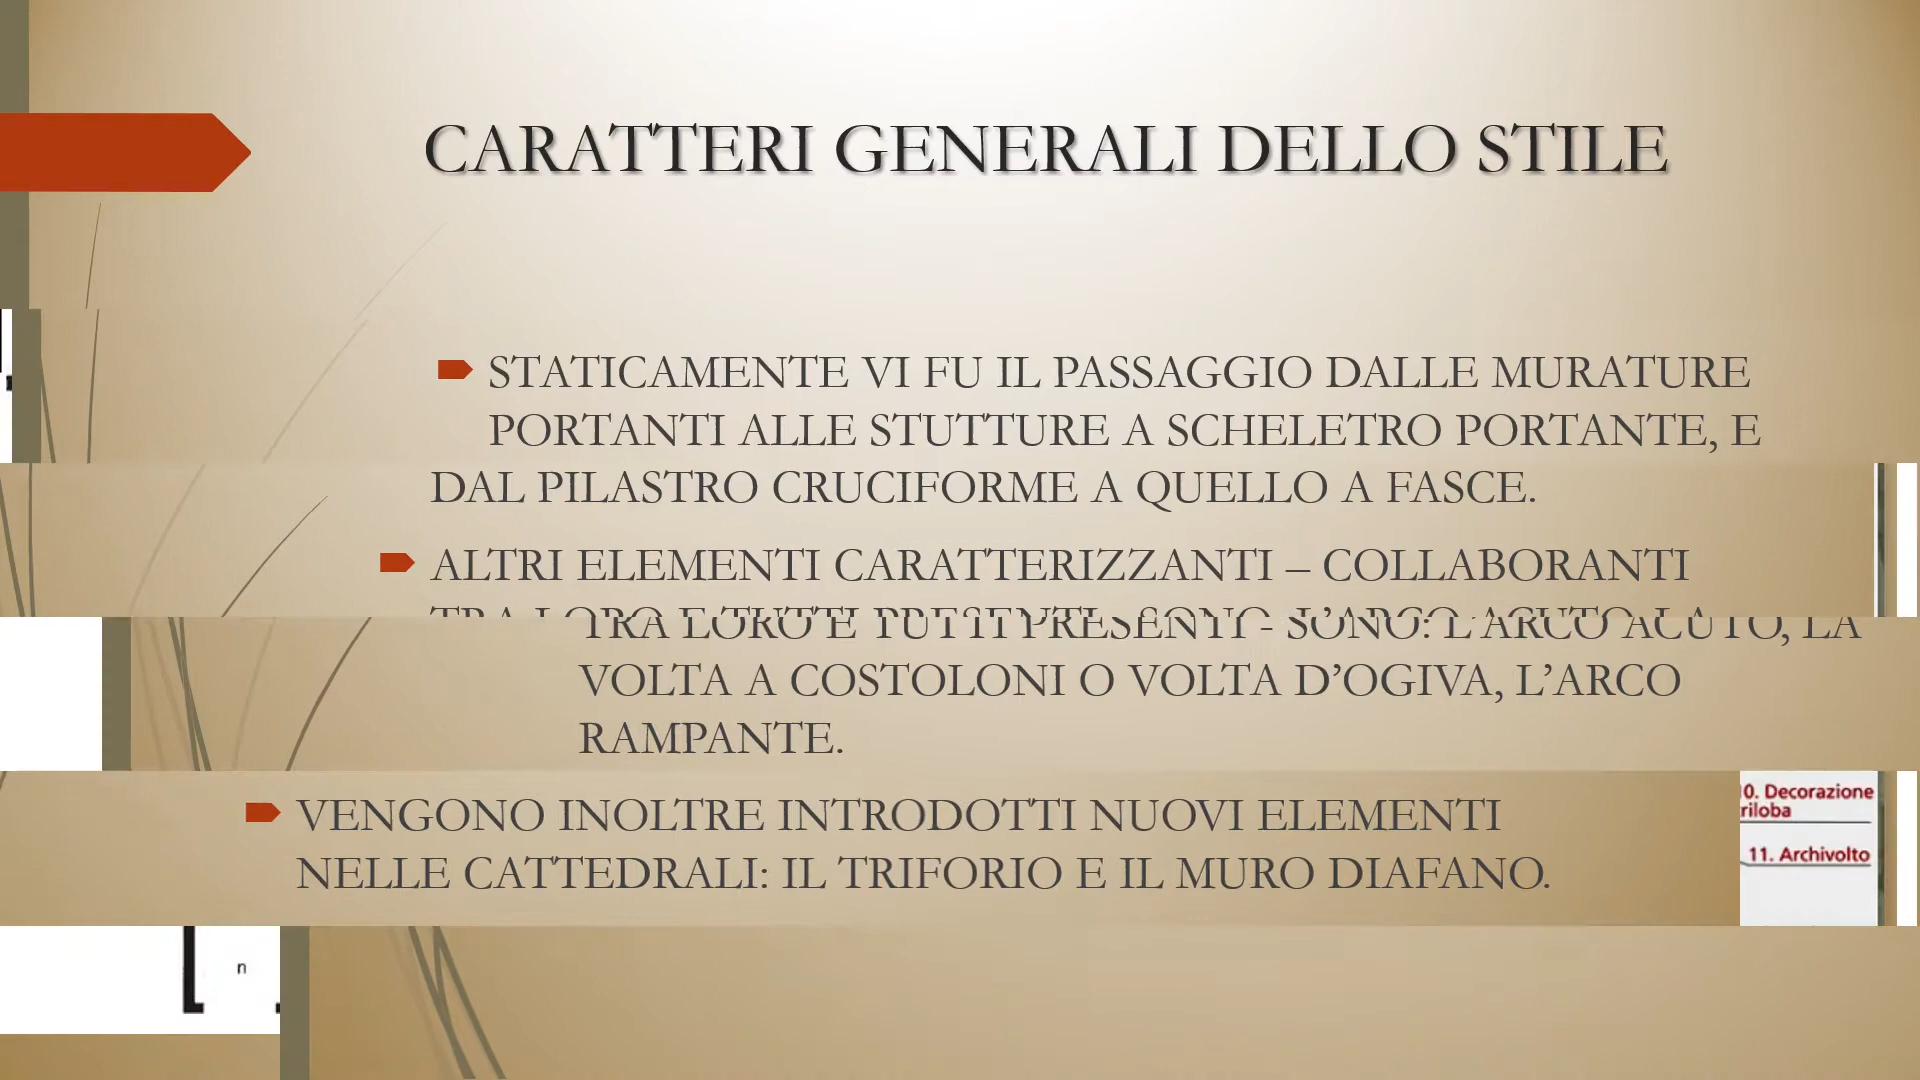 CARATTERI GENERALI DELLO STILE
STATICAMENTE VI FU IL PASSAGGIO DALLE MURATURE
PORTANTI ALLE STUTTURE A SCHELETRO PORTANTE, E
DAL PILASTRO CRUCIFORME A QUELLO A FASCE.
ALTRI ELEMENTI CARATTERIZZANTI – COLLABORANTI
TRA LORO E TUTTI PRESENTI - SONO: L'ARCO ACUTO, LA
VOLTA A COSTOLONI O VOLTA D'OGIVA, L'ARCO
RAMPANTE.
VENGONO INOLTRE INTRODOTTI NUOVI ELEMENTI
NELLE CATTEDRALI: IL TRIFORIO E IL MURO DIAFANO.
0. Decorazione
riloba
11. Archivolto
n